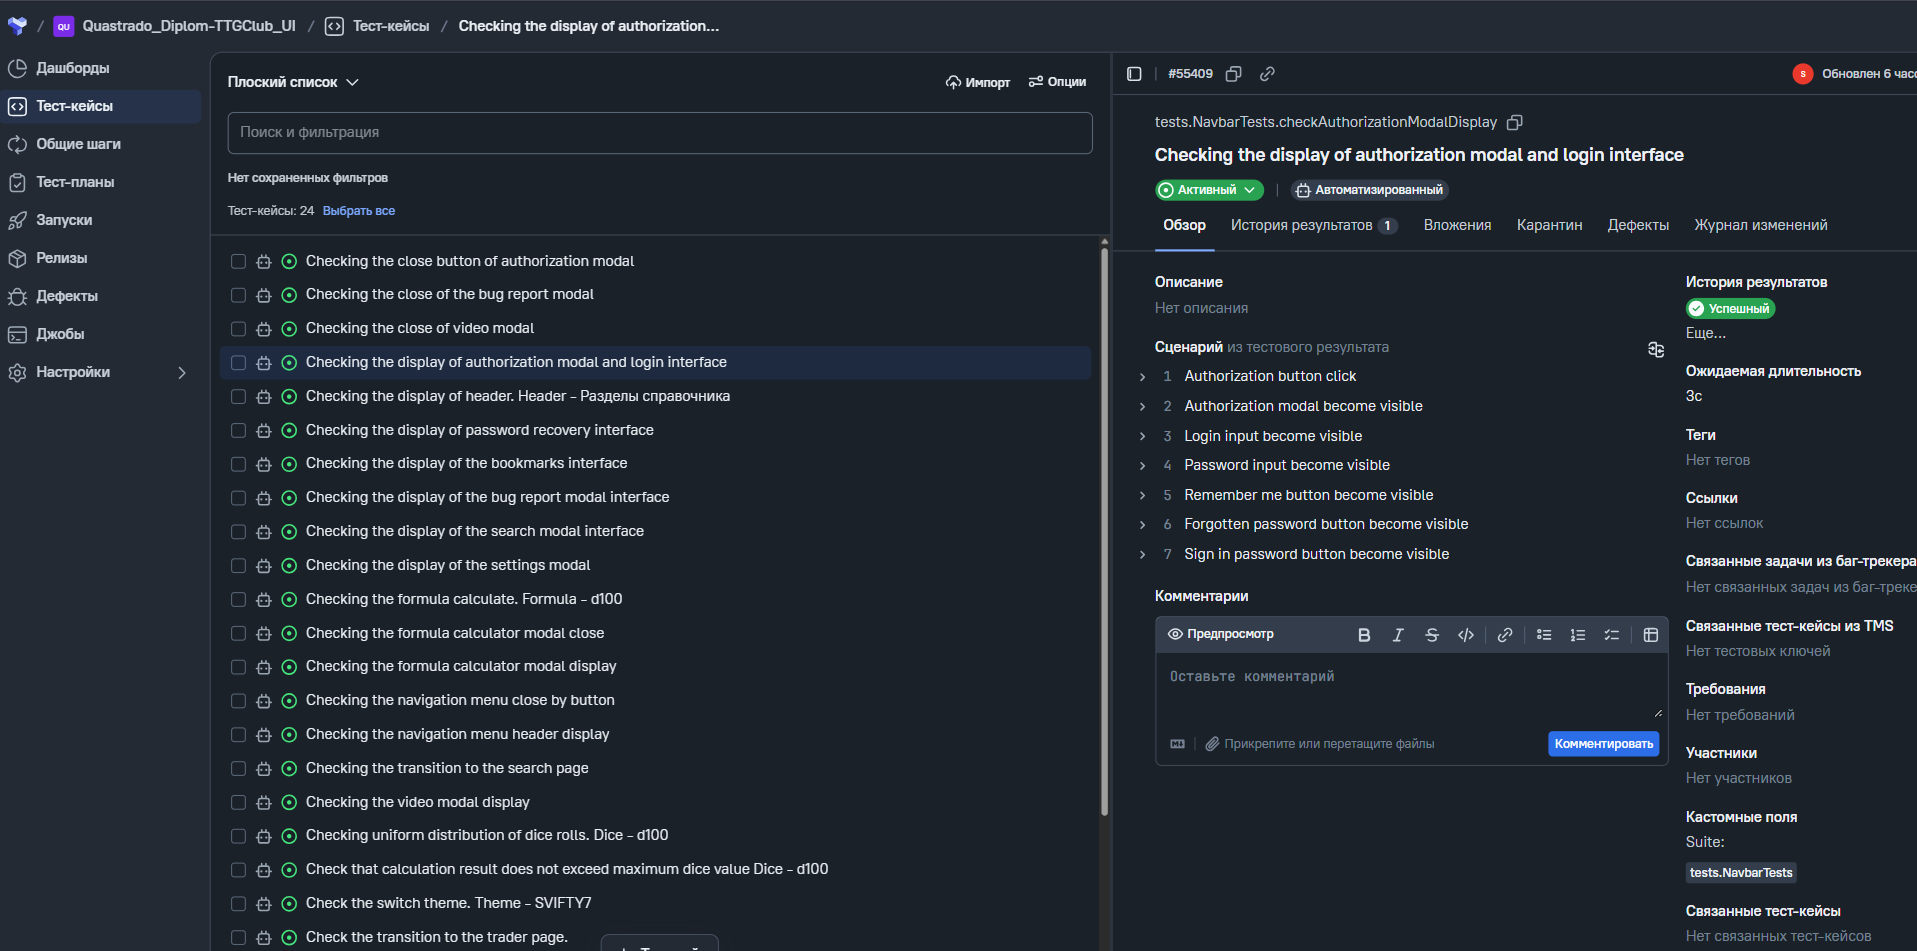 / QU Quastrado_Diplom-TTGClub_UI / Тест-кейсы / Checking the display of authorization...
Дашборды
Тест-кейсы
Общие шаги
Тест-планы
Запуски
Релизы
Дефекты
Джобы
Настройки
Плоский список
Импорт
Опции
Поиск и фильтрация
Нет сохраненных фильтров
Тест-кейсы: 24 Выбрать все
Checking the close button of authorization modal
Checking the close of the bug report modal
Checking the close of video modal
Checking the display of authorization modal and login interface
Checking the display of header. Header - Разделы справочника
Checking the display of password recovery interface
Checking the display of the bookmarks interface
Checking the display of the bug report modal interface
Checking the display of the search modal interface
Checking the display of the settings modal
Checking the formula calculate. Formula - d100
Checking the formula calculator modal close
Checking the formula calculator modal display
Checking the navigation menu close by button
Checking the navigation menu header display
Checking the transition to the search page
Checking the video modal display
Checking uniform distribution of dice rolls. Dice - d100
Check that calculation result does not exceed maximum dice value Dice - d100
Check the switch theme. Theme - SVIFTY7
Check the transition to the trader page.
#55409
S Обновлен 6 часо
tests.NavbarTests.checkAuthorizationModalDisplay
Checking the display of authorization modal and login interface
Активный | Автоматизированный
Обзор
История результатов 1
Вложения
Карантин
Дефекты
Журнал изменений
Описание
Нет описания
Сценарий из тестового результата
1 Authorization button click
2 Authorization modal become visible
3 Login input become visible
4 Password input become visible
5 Remember me button become visible
6 Forgotten password button become visible
7 Sign in password button become visible
Комментарии
Предпросмотр
Оставьте комментарий
Прикрепите или перетащите файлы
Комментировать
История результатов
Успешный
Еще...
Ожидаемая длительность
3с
Теги
Нет тегов
Ссылки
Нет ссылок
Связанные задачи из баг-трекера
Нет связанных задач из баг-треке
Связанные тест-кейсы из TMS
Нет тестовых ключей
Требования
Нет требований
Участники
Нет участников
Кастомные поля
Suite:
tests.NavbarTests
Связанные тест-кейсы
Нет связанных тест-кейсов